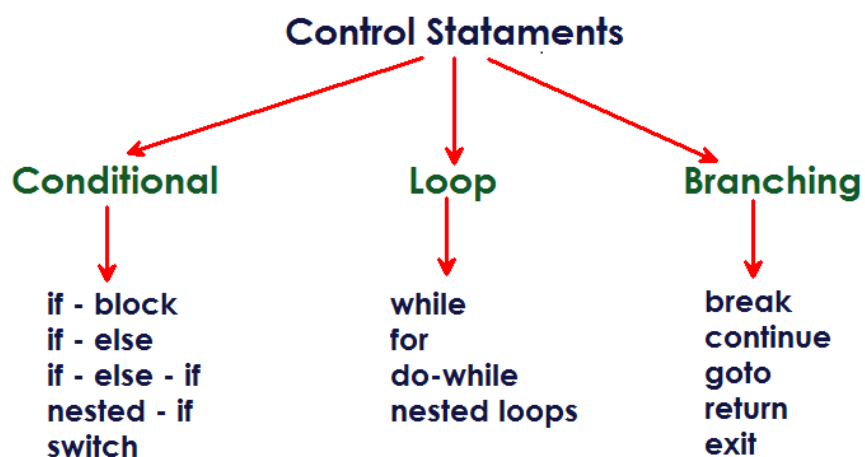 Control Stataments
Conditional
Loop
Branching
if - block
if - else
if - else - if
nested - if
switch
while
for
do-while
nested loops
break
continue
goto
return
exit